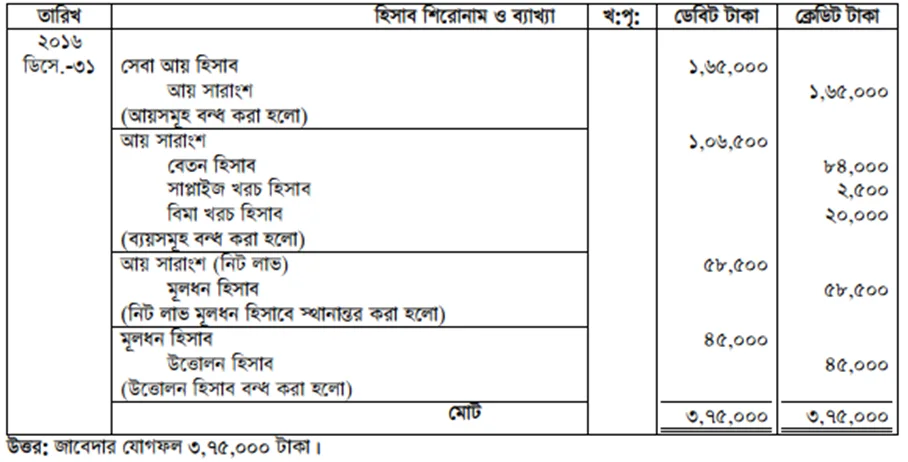 তারিখ হিসাব শিরোনাম ও ব্যাখ্যা খ:পৃ: ডেবিট টাকা ক্রেডিট টাকা
২০১৬
ডিসে.-৩১ সেবা আয় হিসাব ১,৬৫,০০০
আয় সারাংশ ১,৬৫,০০০
(আয়সমূহ বন্ধ করা হলো)
আয় সারাংশ ১,০৬,৫০০
বেতন হিসাব ৮৪,০০০
সাপ্লাইজ খরচ হিসাব ২,৫০০
বিমা খরচ হিসাব ২০,০০০
(ব্যয়সমূহ বন্ধ করা হলো)
আয় সারাংশ (নিট লাভ) ৫৮,৫০০
মূলধন হিসাব ৫৮,৫০০
(নিট লাভ মূলধন হিসাবে স্থানান্তর করা হলো)
মূলধন হিসাব ৪৫,০০০
উত্তোলন হিসাব ৪৫,০০০
(উত্তোলন হিসাব বন্ধ করা হলো)
মোট ৩,৭৫,০০০ ৩,৭৫,০০০
উত্তর: জাবেদার যোগফল ৩,৭৫,০০০ টাকা।